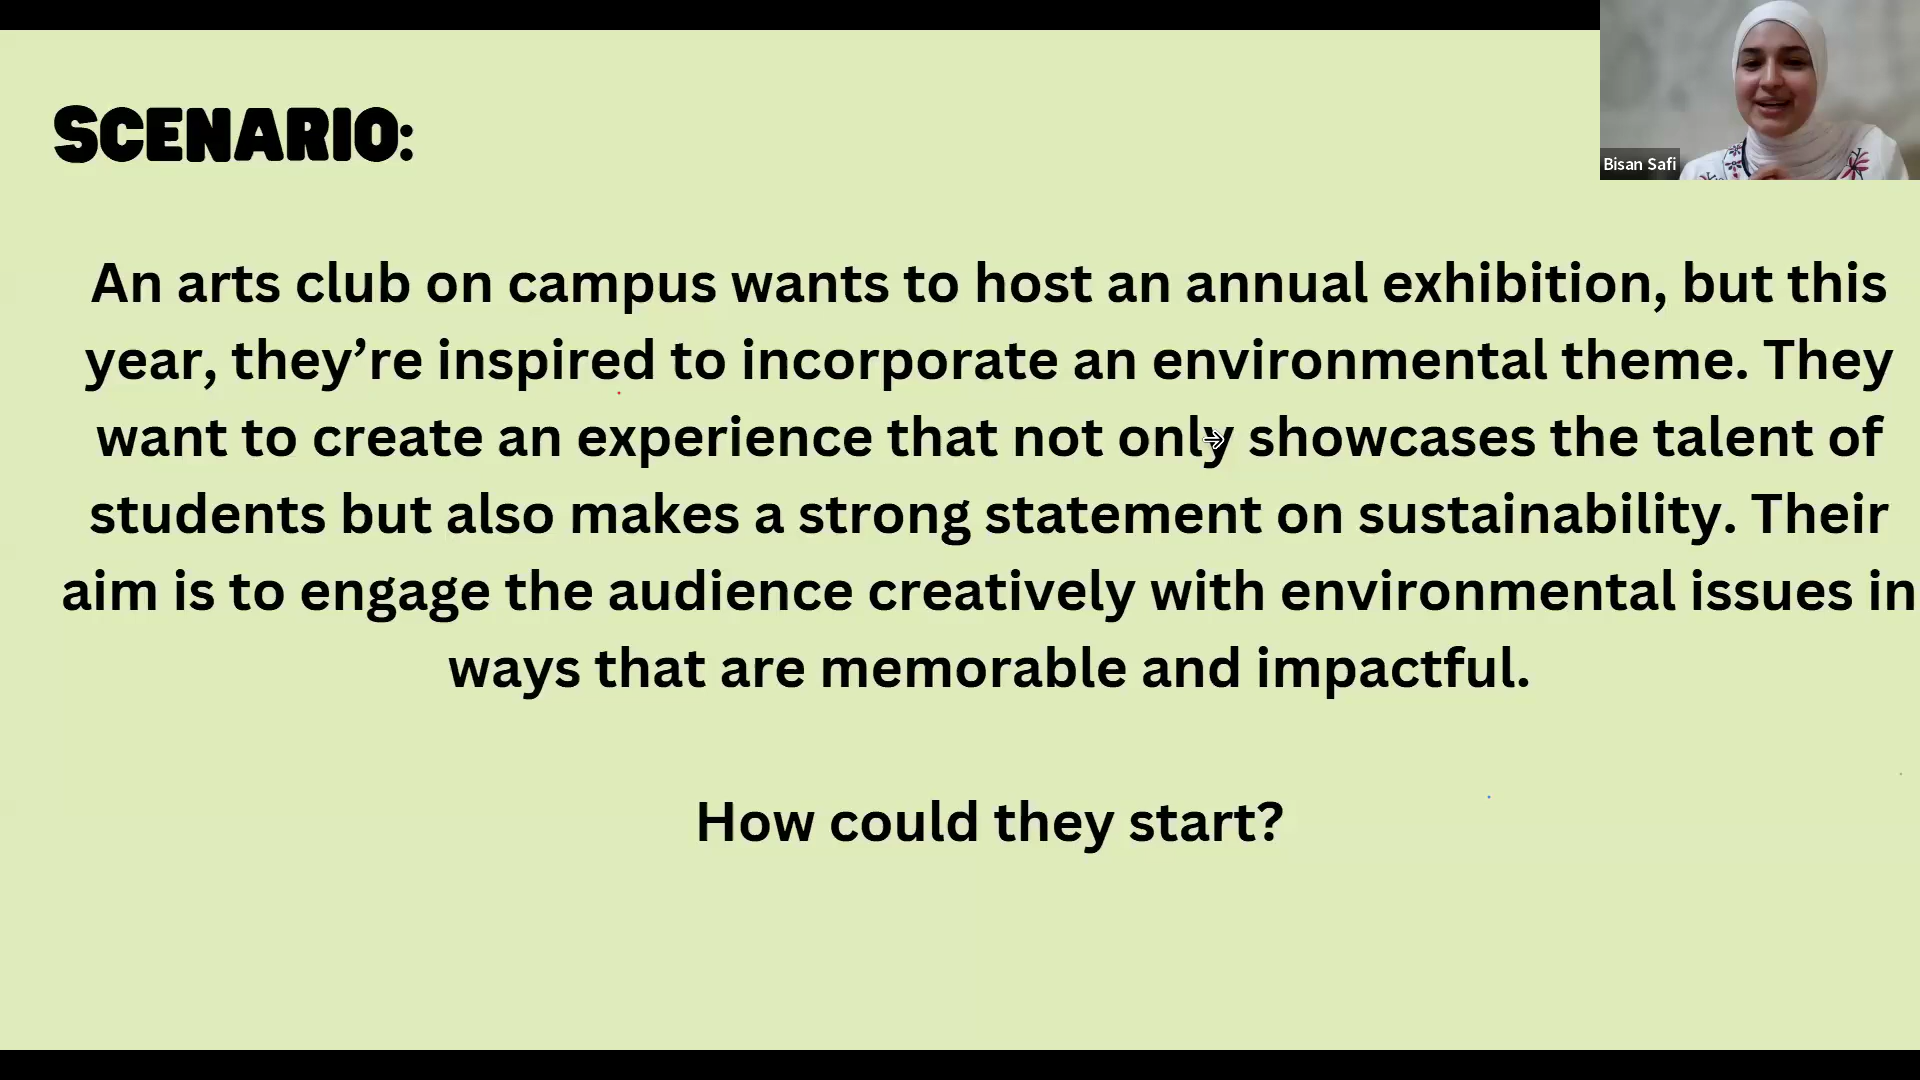 SCENARIO:
Bisan Safi
An arts club on campus wants to host an annual exhibition, but this
year, they’re inspired to incorporate an environmental theme. They
want to create an experience that not only showcases the talent of
students but also makes a strong statement on sustainability. Their
aim is to engage the audience creatively with environmental issues in
ways that are memorable and impactful.
How could they start?